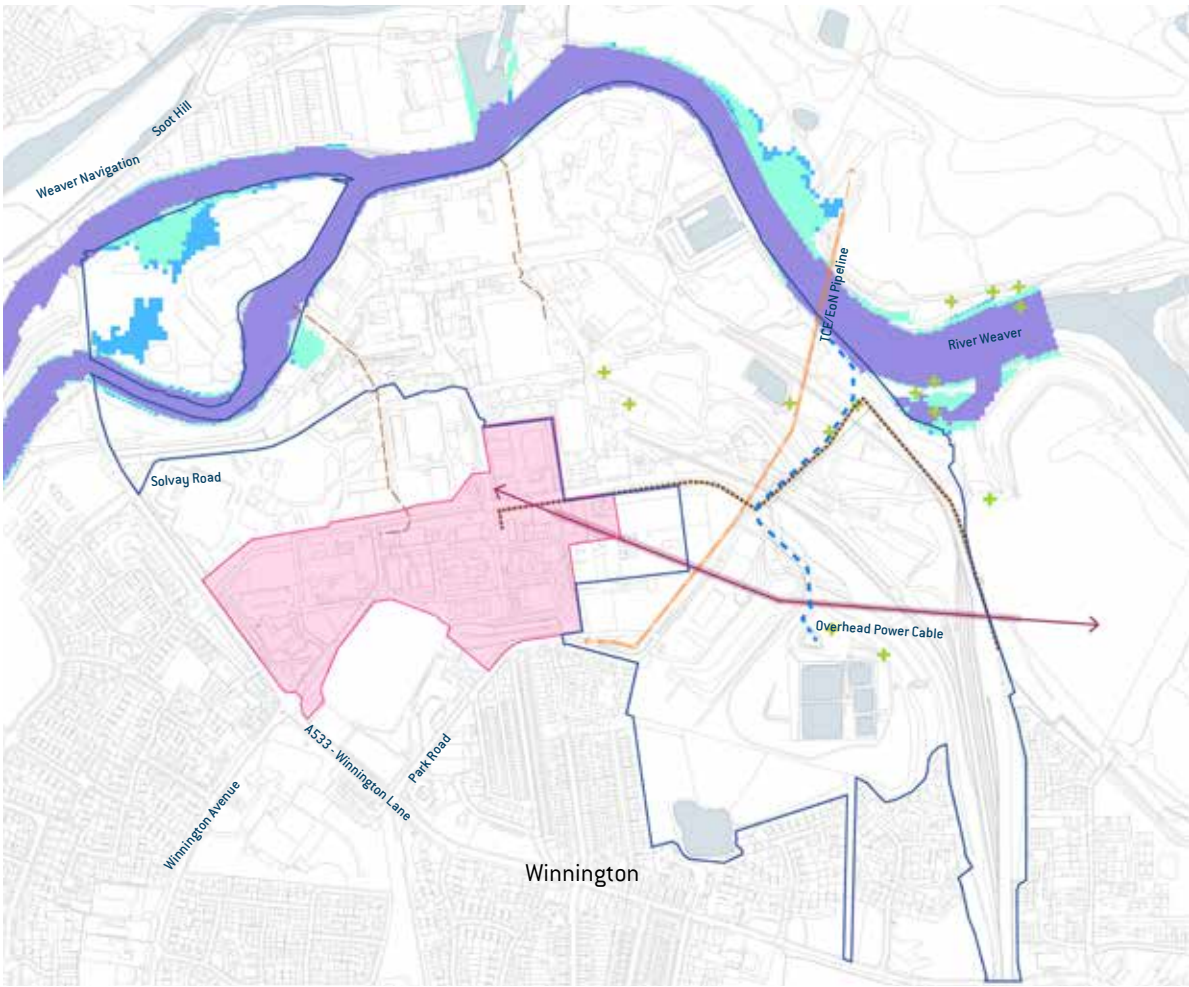 Soot Hill
Weaver Navigation
TCE/EoN Pipeline
River Weaver
Solvay Road
Overhead Power Cable
A533 - Winnington Lane
Park Road
Winnington Avenue
Winnington